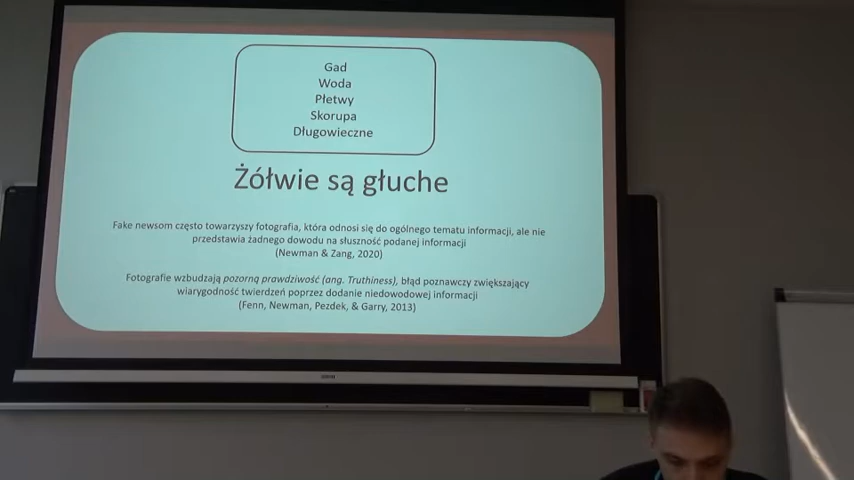 Gad
Woda
Płetwy
Skorupa
Długowieczne
Żółwie są głuche
Fake newsom często towarzyszy fotografia, która odnosi się do ogólnego tematu informacji, ale nie
przedstawia żadnego dowodu na słuszność podanej informacji
(Newman & Zang, 2020)
Fotografie wzbudzają pozorną prawdziwość (ang. Truthiness), błąd poznawczy zwiększający
wiarygodność twierdzeń poprzez dodanie niedowodowej informacji
(Fenn, Newman, Pezdek, & Garry, 2013)